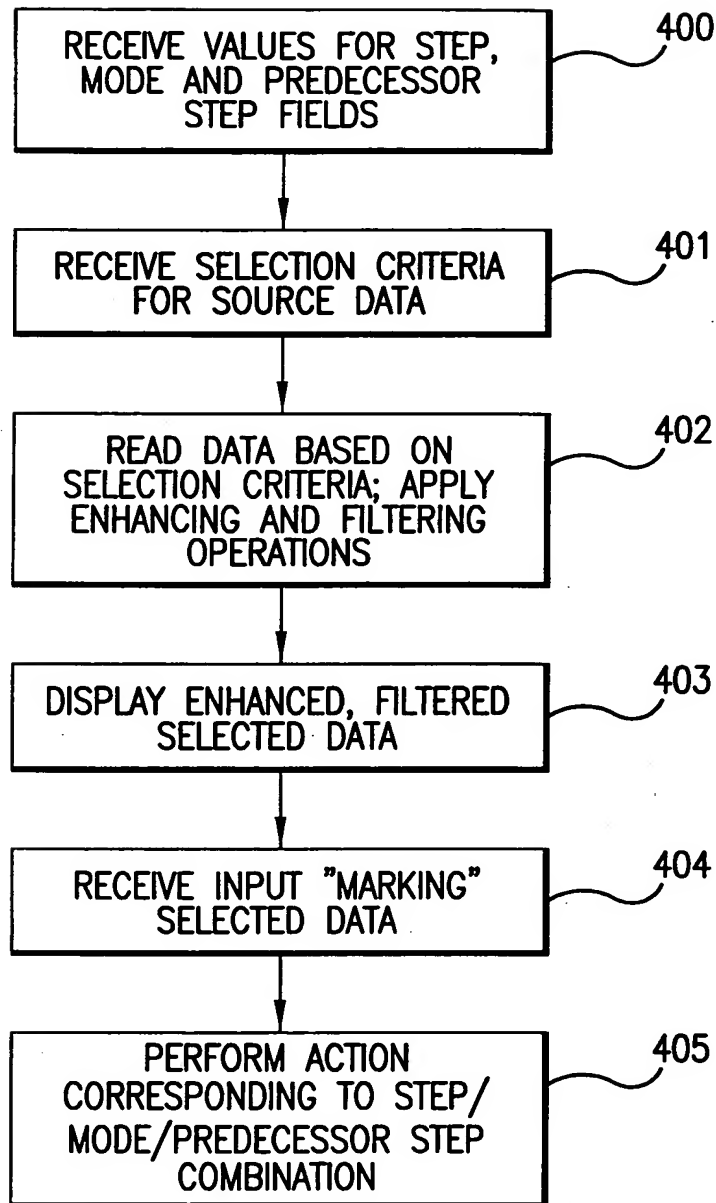 RECEIVE VALUES FOR STEP,
MODE AND PREDECESSOR
STEP FIELDS
400
RECEIVE SELECTION CRITERIA
FOR SOURCE DATA
401
READ DATA BASED ON
SELECTION CRITERIA; APPLY
ENHANCING AND FILTERING
OPERATIONS
402
DISPLAY ENHANCED, FILTERED
SELECTED DATA
403
RECEIVE INPUT "MARKING"
SELECTED DATA
404
PERFORM ACTION
CORRESPONDING TO STEP/
MODE/PREDECESSOR STEP
COMBINATION
405